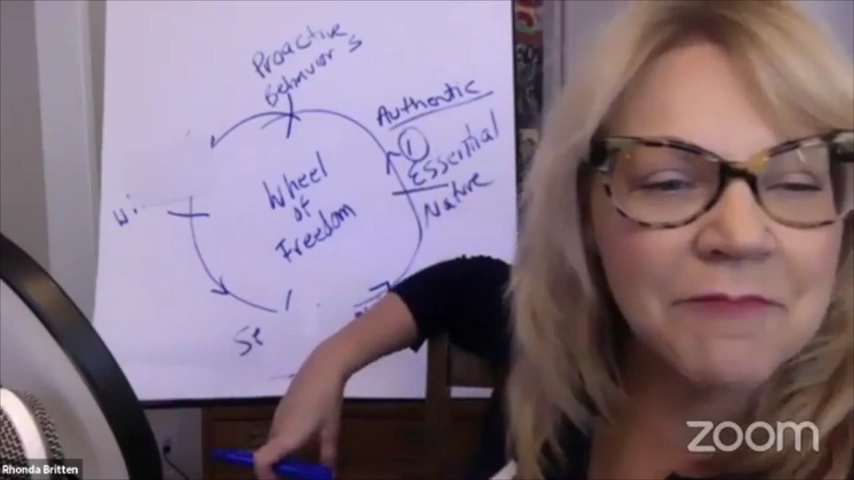 Proactive
Behaviors
Authentic
1
Essential
Nature
Wheel
of
Freedom
zoom
Rhonda Britten